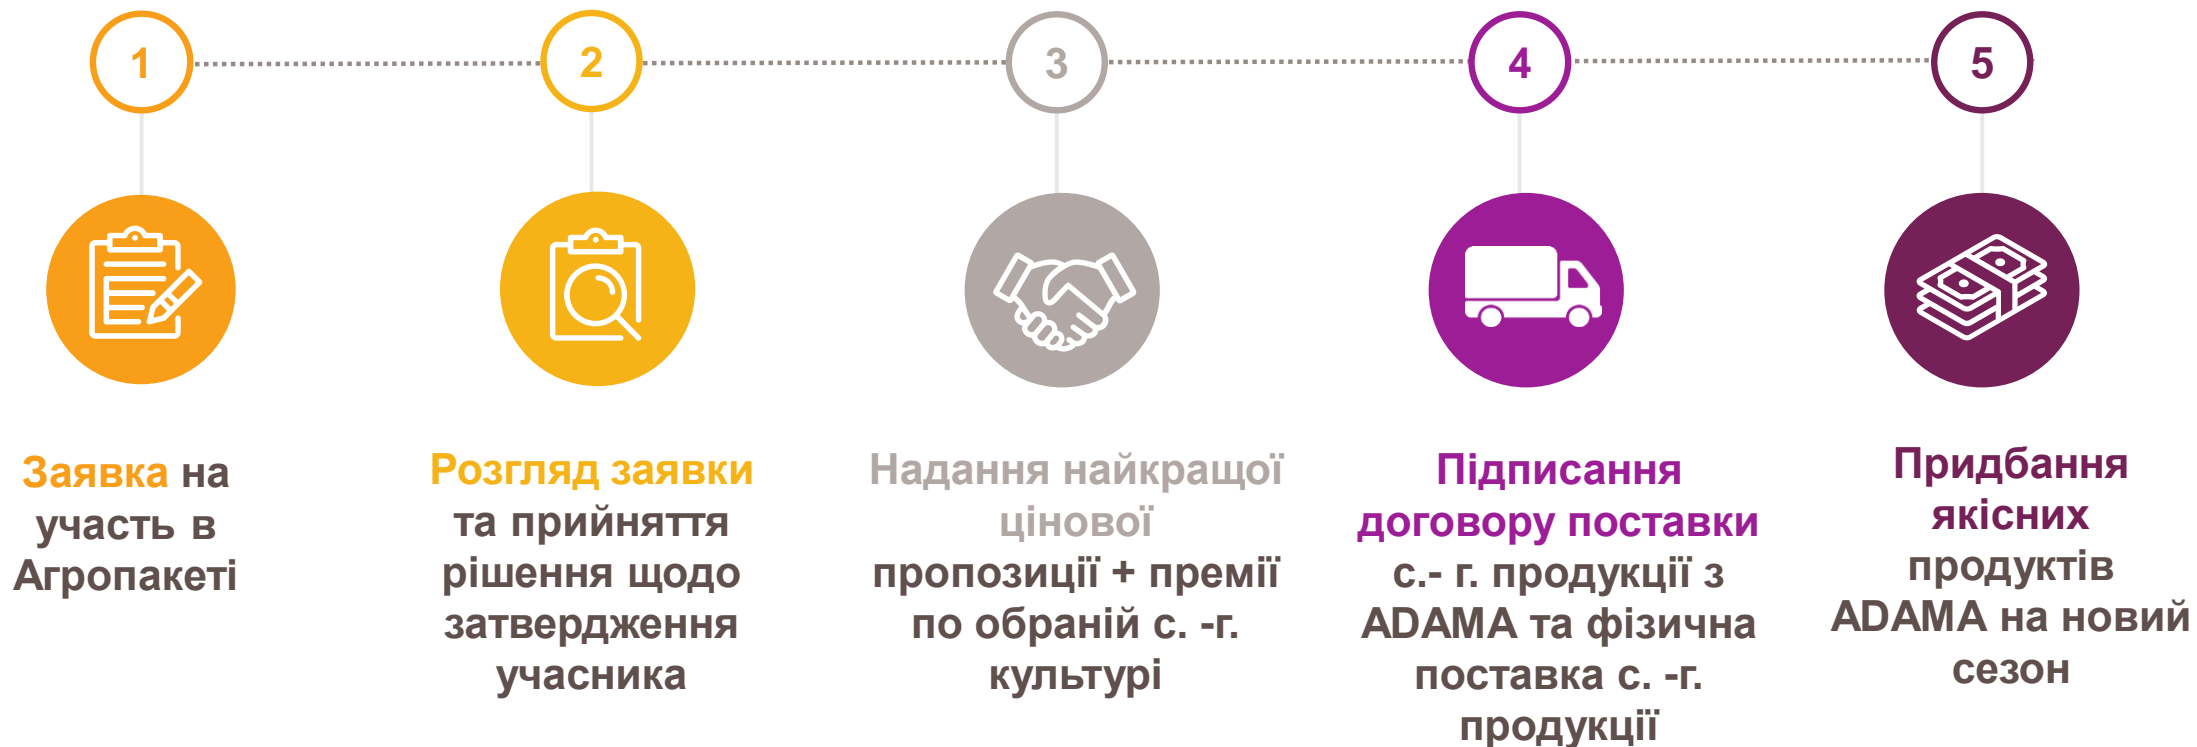 1
2
3
4
5
Заявка на
участь в
Агропакеті
Розгляд заявки
та прийняття
рішення щодо
затвердження
учасника
Надання найкращої
цінової
пропозиції + премії
по обраній с. -г.
культурі
Підписання
договору поставки
с.- г. продукції з
ADAMA та фізична
поставка с. -г.
продукції
Придбання
якісних
продуктів
ADAMA на новий
сезон